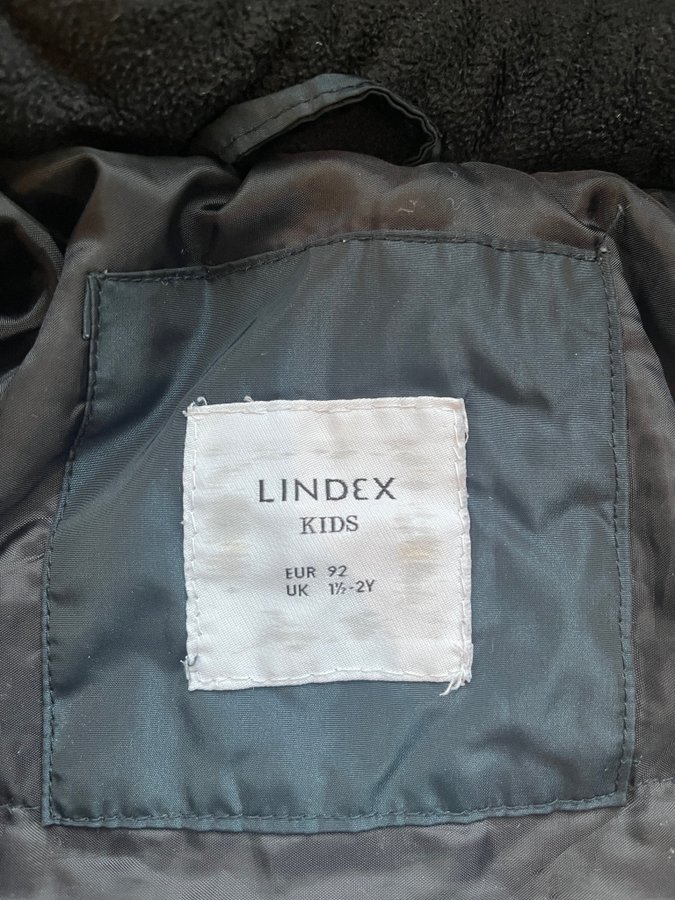 LINDEX
KIDS
EUR 92
UK 1½-2Y